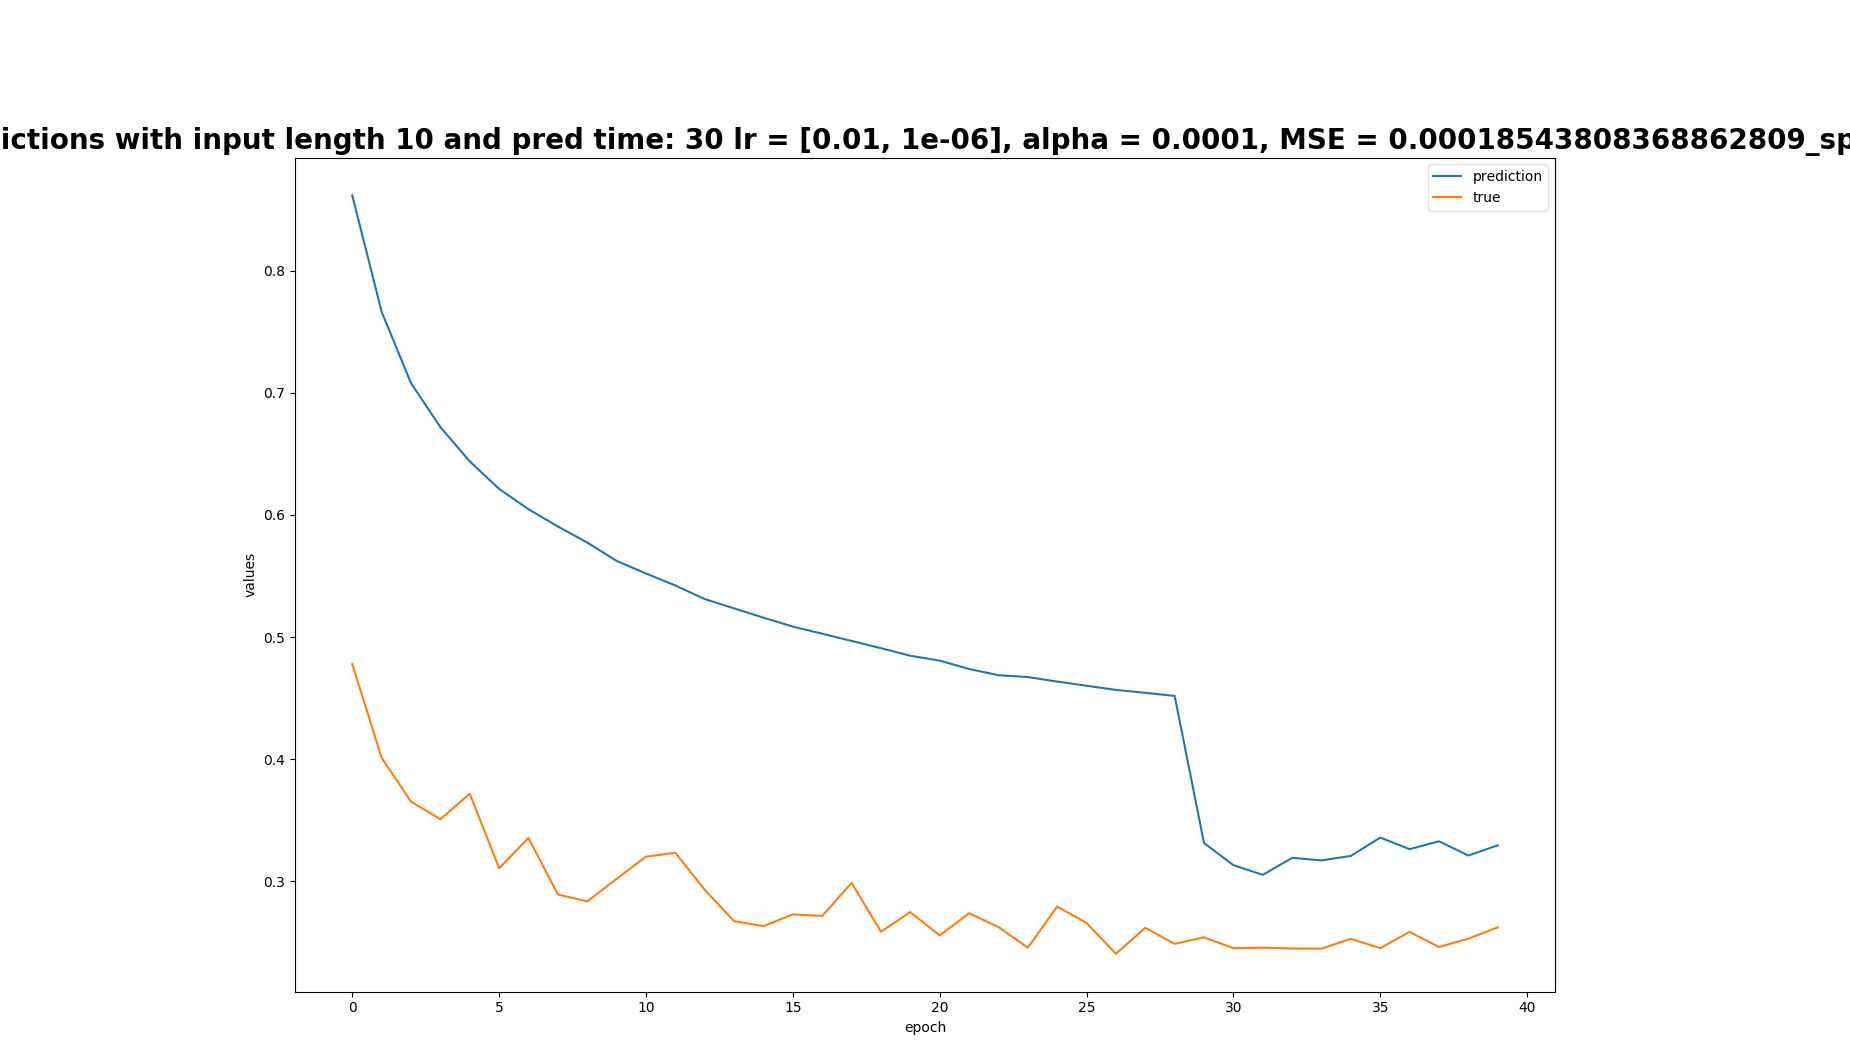 ictions with input length 10 and pred time: 30 lr = [0.01, 1e-06], alpha = 0.0001, MSE = 0.00018543808368862809_sp
prediction
true
0.8
0.7
0.6
0.5
0.4
0.3
values
0 5 10 15 20 25 30 35 40
epoch